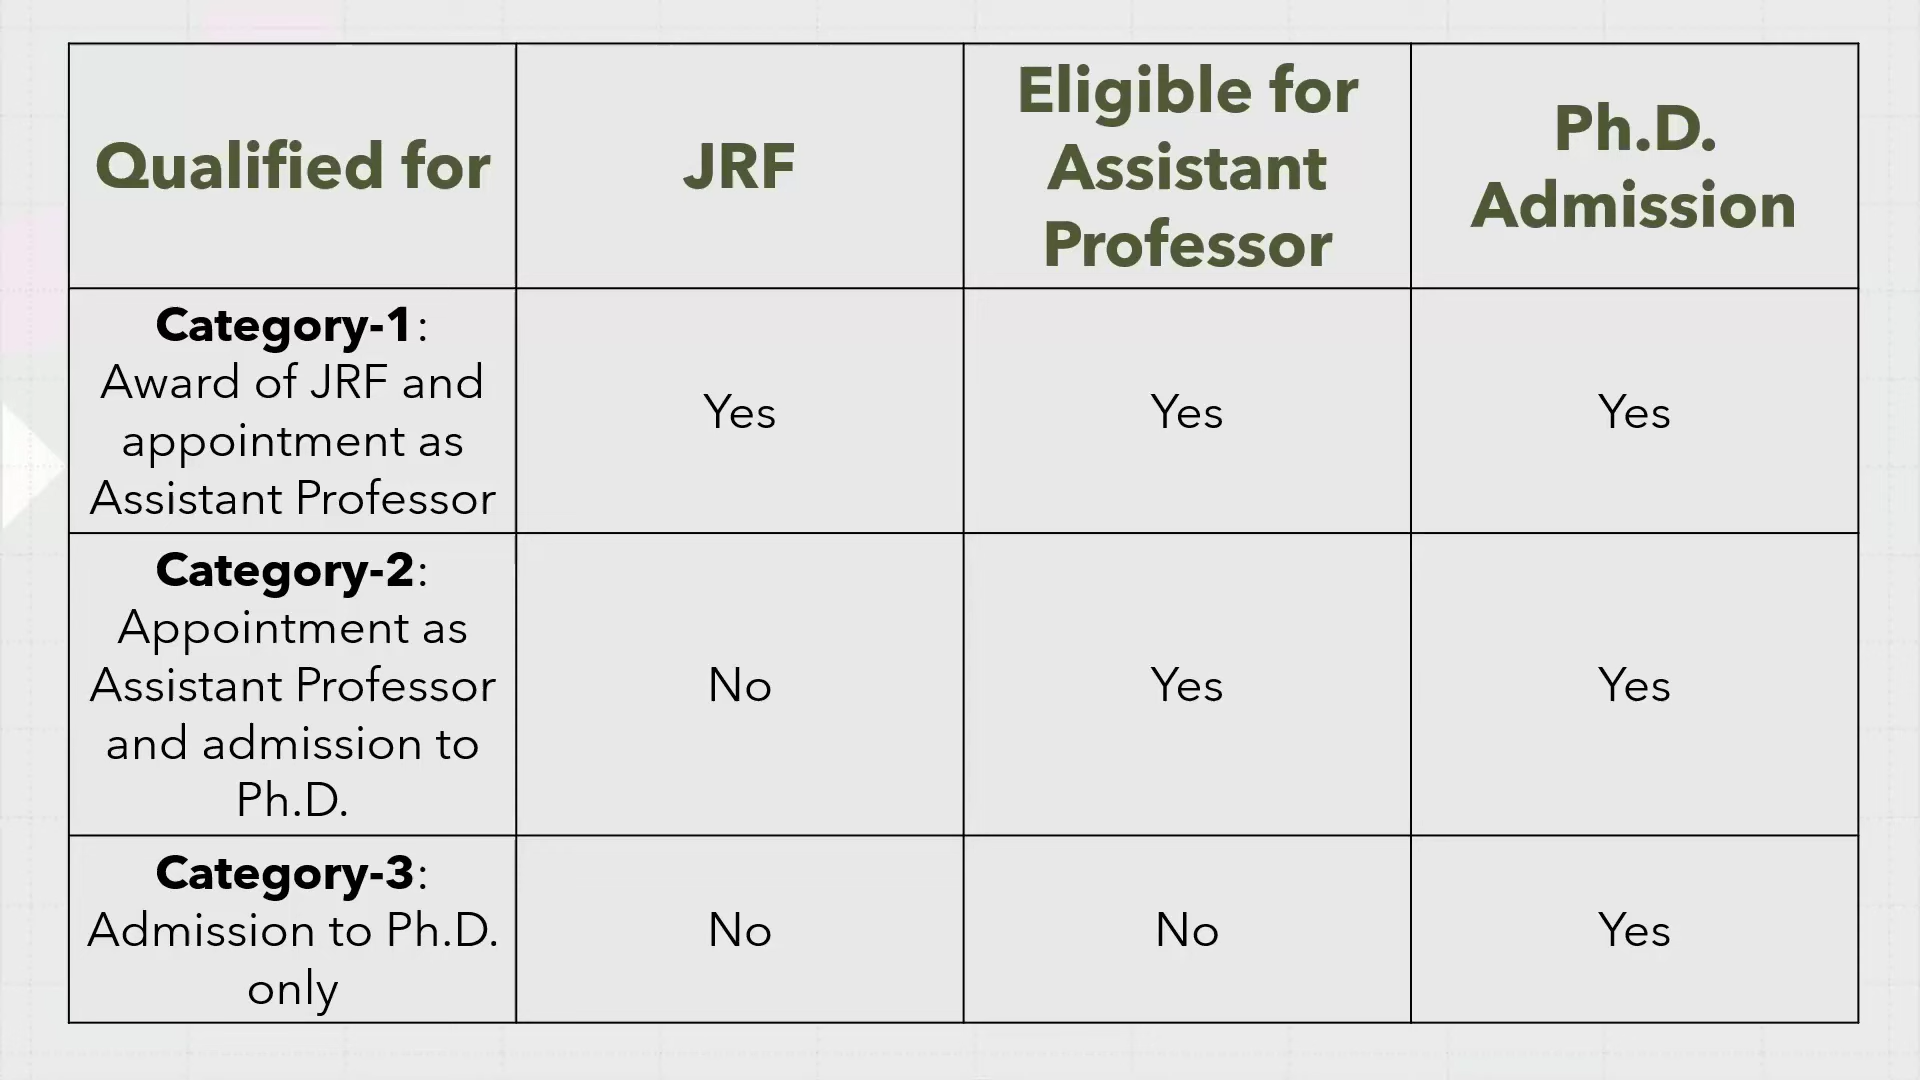 Qualified for
JRF
Eligible for
Assistant
Professor
Ph.D.
Admission
Category-1:
Award of JRF and
appointment as
Assistant Professor
Yes
Yes
Yes
Category-2:
Appointment as
Assistant Professor
and admission to
Ph.D.
No
Yes
Yes
Category-3:
Admission to Ph.D.
only
No
No
Yes